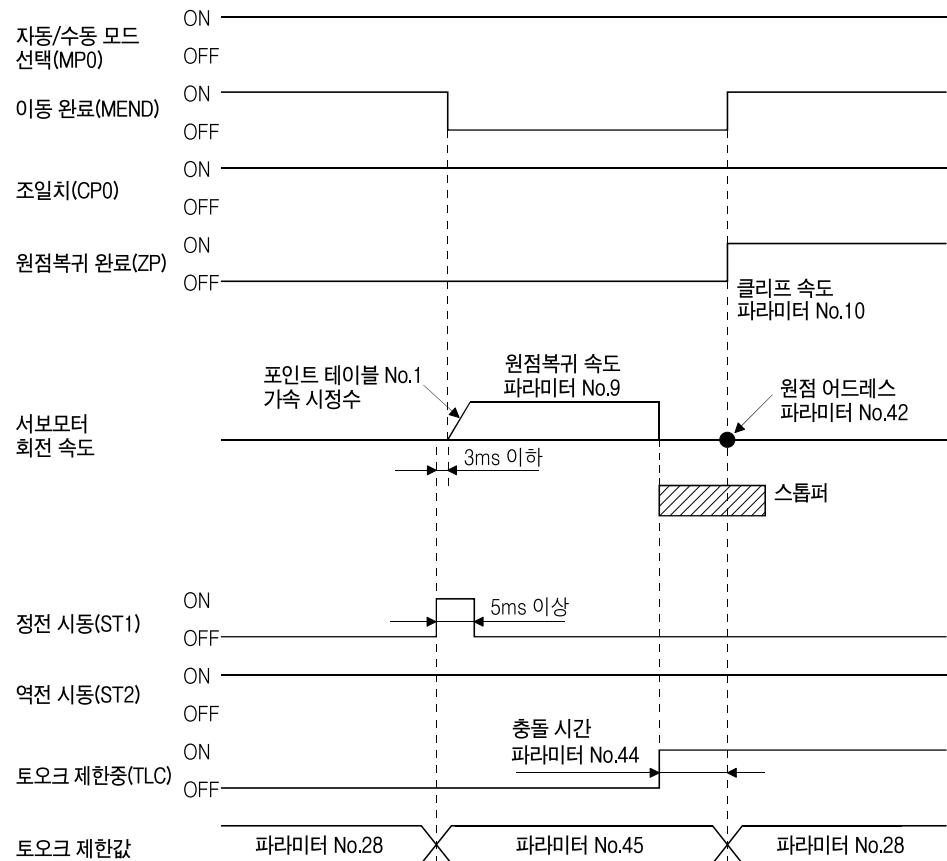 ON
자동/수동 모드
선택(MP0)
OFF
ON
이동 완료(MEND)
OFF
ON
조일치(CP0)
OFF
ON
원점복귀 완료(ZP)
OFF
클리프 속도
파라미터 No.10
포인트 테이블 No.1
가속 시정수
원점복귀 속도
파라미터 No.9
원점 어드레스
파라미터 No.42
서보모터
회전 속도
3ms 이하
스톱퍼
ON
정전 시동(ST1)
5ms 이상
OFF
ON
역전 시동(ST2)
OFF
충돌 시간
파라미터 No.44
ON
토오크 제한중(TLC)
OFF
토오크 제한값
파라미터 No.28
파라미터 No.45
파라미터 No.28